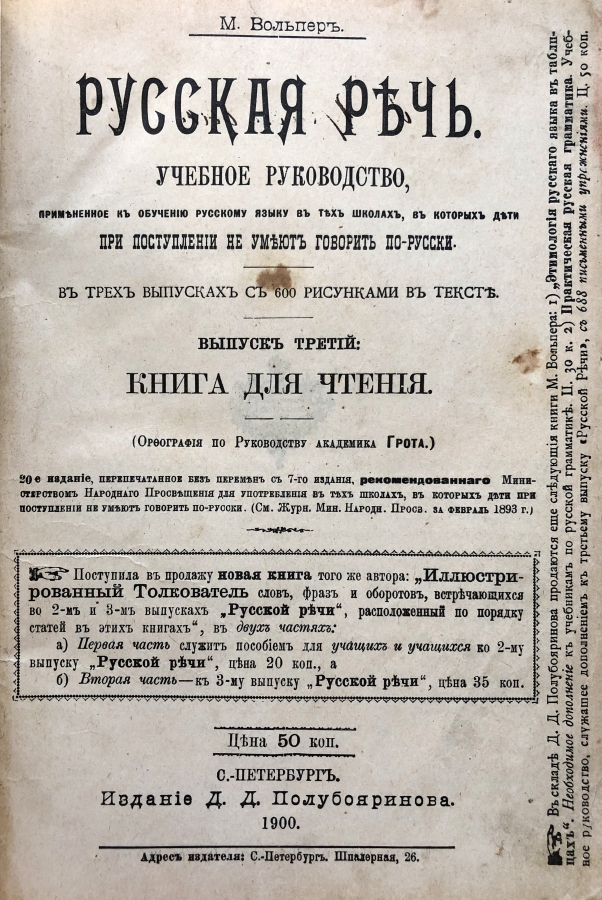 М. Вольперъ.
РУССКАЯ РѢЧЬ.
УЧЕБНОЕ РУКОВОДСТВО,
ПРИМѢНЕННОЕ КЪ ОБУЧЕНІЮ РУССКОМУ ЯЗЫКУ ВЪ ТѢХЪ ШКОЛАХЪ, ВЪ КОТОРЫХЪ ДѢТИ
ПРИ ПОСТУПЛЕНІИ НЕ УМѢЮТЪ ГОВОРИТЬ ПО-РУССКИ.
ВЪ ТРЕХЪ ВЫПУСКАХЪ СЪ 600 РИСУНКАМИ ВЪ ТЕКСТѢ.
ВЫПУСКЪ ТРЕТІЙ:
КНИГА ДЛЯ ЧТЕНІЯ.
(Орѳографія по Руководству академика Грота.)
20-е изданіе, перепечатанное безъ перемѣнъ съ 7-го изданія, рекомендованнаго Мини-
стерствомъ Народнаго Просвѣщенія для употребленія въ тѣхъ школахъ, въ которыхъ дѣти при
поступленіи не умѣютъ говорить по-русски. (См. Журн. Мин. Народн. Просв. за февраль 1893 г.)
Поступила въ продажу новая книга того же автора: „Иллюстри-
рованный Толкователь словъ, фразъ и оборотовъ, встрѣчающихся
во 2-мъ и 3-мъ выпускахъ „Русской рѣчи“, расположенный по порядку
статей въ этихъ книгахъ“, въ двухъ частяхъ:
а) Первая часть служитъ пособіемъ для учащихъ и учащихся ко 2-му
выпуску „Русской рѣчи“, цѣна 20 коп., а
б) Вторая часть—къ 3-му выпуску „Русской рѣчи“, цѣна 35 коп.
Цѣна 50 коп.
С.-ПЕТЕРБУРГЪ.
Изданіе Д. Д. Полубояринова.
1900.
Адресъ издателя: С.-Петербургъ. Шпалерная, 26.
Въ складѣ Д. Д. Полубояринова продаются еще слѣдующія книги М. Вольпера: 1) „Этимологія русскаго языка въ табли-
цахъ“. Необходимое дополненіе къ учебникамъ по русской грамматикѣ. Ц. 30 к. 2) Практическая русская грамматика. Учеб-
ное руководство, служащее дополненіемъ къ третьему выпуску «Русской Рѣчи», съ 688 письменными упражненіями. Ц. 50 коп.